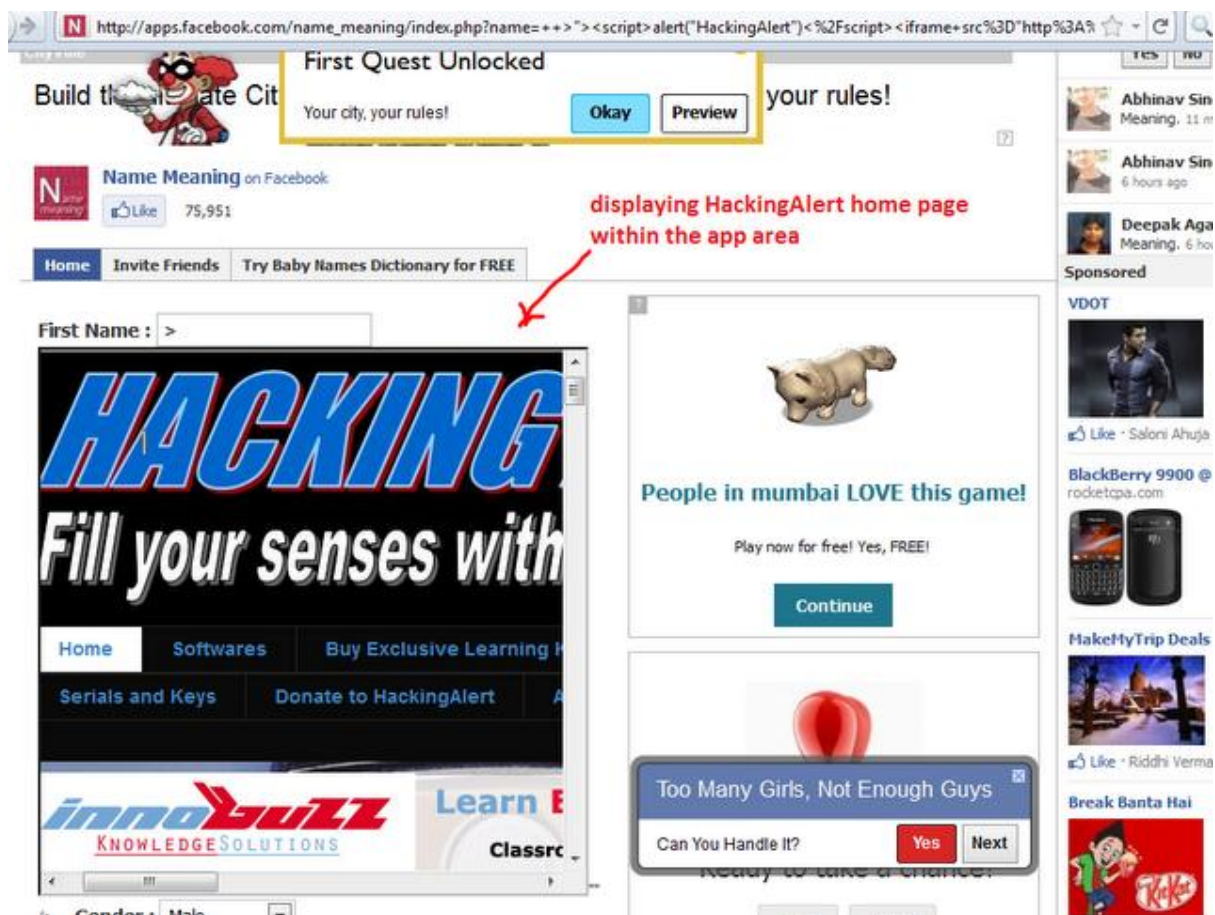 http://apps.facebook.com/name_meaning/index.php?name=++>"><script>alert("HackingAlert")<%2Fscript><iframe+src%3D"http%3A%
First Quest Unlocked
Your city, your rules!
Okay
Preview
Build
Cit
your rules!
Name Meaning on Facebook
Like 75,951
displaying HackingAlert home page
within the app area
Home
Invite Friends
Try Baby Names Dictionary for FREE
First Name : >
HACKING
Fill your senses with
Home
Softwares
Buy Exclusive Learning
Serials and Keys
Donate to HackingAlert
innobuzz
KNOWLEDGESOLUTIONS
Learn
Classrc
Gender : Male
People in mumbai LOVE this game!
Play now for free! Yes, FREE!
Continue
Too Many Girls, Not Enough Guys
Can You Handle It?
Yes
Next
Ready to take a chance?
Yes
No
Abhinav Sin
Meaning. 11 m
Abhinav Sin
6 hours ago
Deepak Aga
Meaning. 6 hou
Sponsored
VDOT
Like · Saloni Ahuja
BlackBerry 9900 @
rocketcpa.com
MakeMyTrip Deals
Like · Riddhi Verma
Break Banta Hai
KitKat